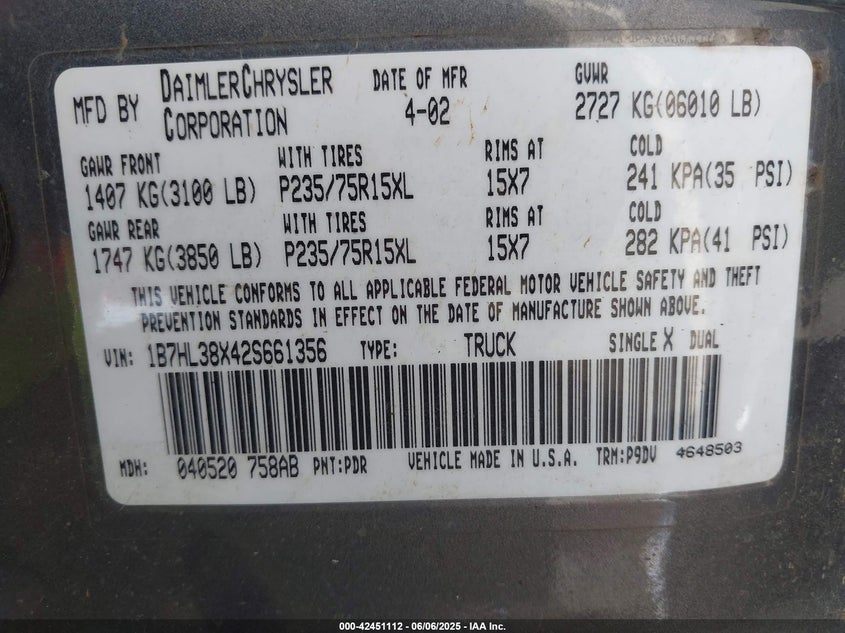 MFD BY DAIMLERCHRYSLER CORPORATION
DATE OF MFR
4-02
GVWR
2727 KG(06010 LB)
GAWR FRONT WITH TIRES RIMS AT COLD
1407 KG(3100 LB) P235/75R15XL 15X7 241 KPA(35 PSI)
GAWR REAR WITH TIRES RIMS AT COLD
1747 KG(3850 LB) P235/75R15XL 15X7 282 KPA(41 PSI)
THIS VEHICLE CONFORMS TO ALL APPLICABLE FEDERAL MOTOR VEHICLE SAFETY AND THEFT
PREVENTION STANDARDS IN EFFECT ON THE DATE OF MANUFACTURE SHOWN ABOVE.
VIN: 1B7HL38X42S661356 TYPE: TRUCK SINGLE X DUAL
MDH: 040520 758AB PNT:PDR VEHICLE MADE IN U.S.A. TRM:P9DV 4648503
000-42451112 - 06/06/2025 - IAA Inc.